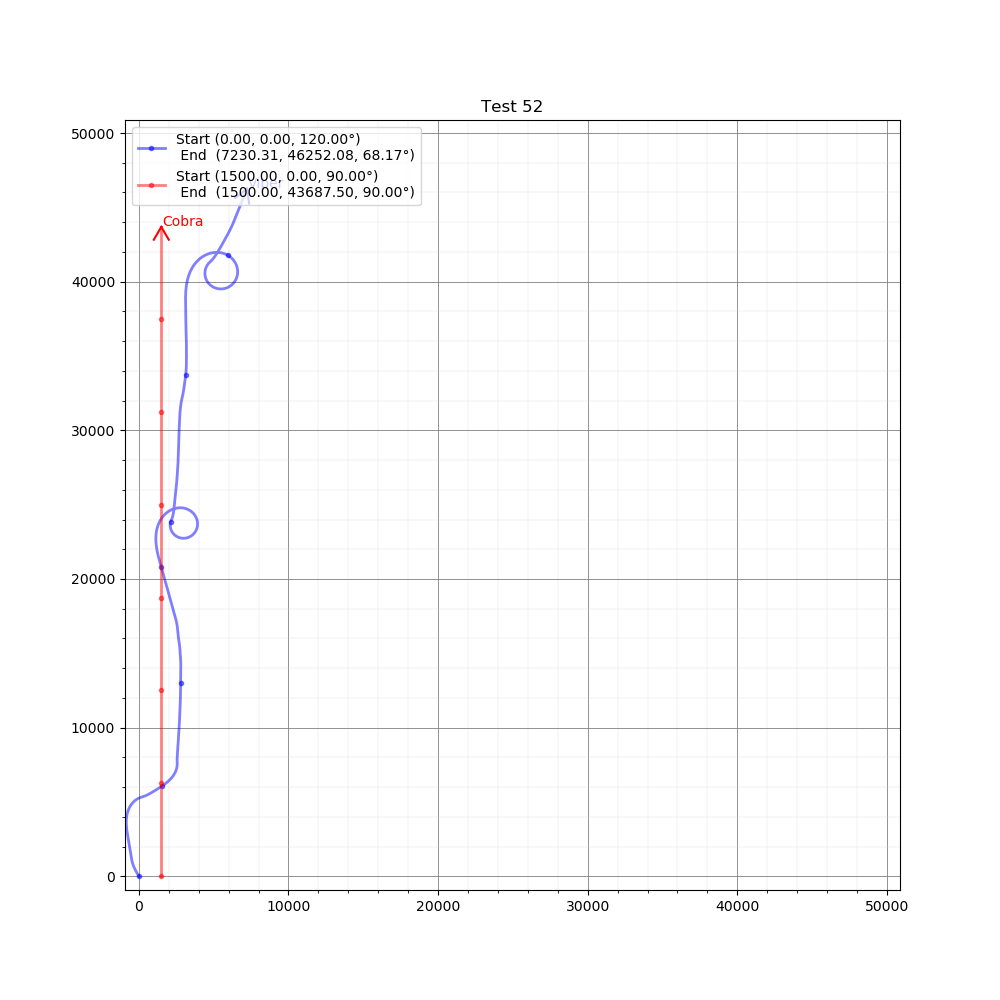 Test 52
Start (0.00, 0.00, 120.00°)
End (7230.31, 46252.08, 68.17°)
Start (1500.00, 0.00, 90.00°)
End (1500.00, 43687.50, 90.00°)
Cobra
50000
40000
30000
20000
10000
0
0 10000 20000 30000 40000 50000